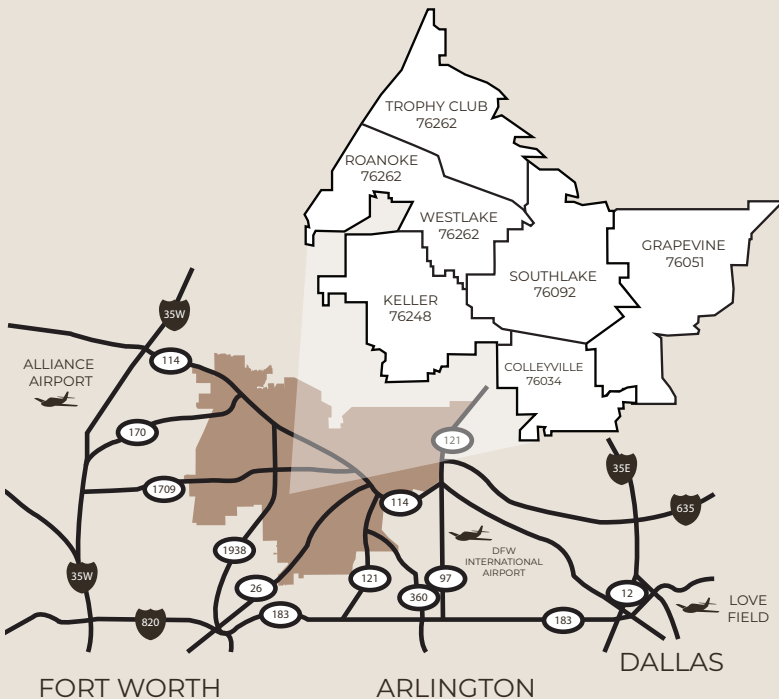 TROPHY CLUB
76262
ROANOKE
76262
WESTLAKE
76262
GRAPEVINE
76051
SOUTHLAKE
76092
KELLER
76248
COLLEYVILLE
76034
35W
114
ALLIANCE
AIRPORT
170
121
35E
1709
114
635
1938
DFW
INTERNATIONAL
AIRPORT
35W
26
121
97
360
12
LOVE
FIELD
820
183
183
DALLAS
FORT WORTH
ARLINGTON